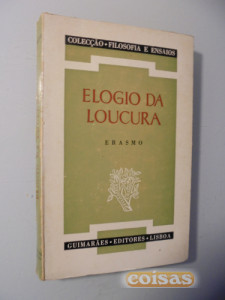 COLECÇÃO • FILOSOFIA E ENSAIOS
ELOGIO DA
LOUCURA
ERASMO
GUIMARÃES • EDITORES • LISBOA
coisas